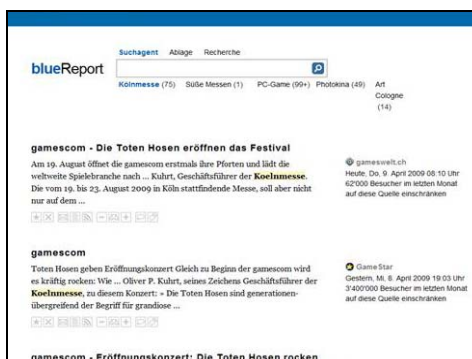 Suchagent Ablage Recherche
blueReport
Koelnmesse (75) Süße Messen (1) PC-Game (99+) Photokina (49) Art
Cologne
(14)
gamescom - Die Toten Hosen eröffnen das Festival
Am 19. August öffnet die gamescom erstmals ihre Pforten und lädt die
weltweite Spielebranche nach ... Kuhrt, Geschäftsführer der Koelnmesse.
Die vom 19. bis 23. August 2009 in Köln stattfindende Messe, soll aber nicht
nur auf dem ...
gameswelt.ch
Heute, Do, 9. April 2009 08:10 Uhr
62'000 Besucher im letzten Monat
auf diese Quelle einschränken
gamescom
Toten Hosen geben Eröffnungskonzert Gleich zu Beginn der gamescom wird
es kräftig rocken: Wie ... Oliver P. Kuhrt, seines Zeichens Geschäftsführer der
Koelnmesse, zu diesem Konzert: » Die Toten Hosen sind generationen-
übergreifend der Begriff für grandiose ...
GameStar
Gestern, Mi, 8. April 2009 19:03 Uhr
3'400'000 Besucher im letzten Monat
auf diese Quelle einschränken
gamescom - Eröffnungskonzert: Die Toten Hosen rocken